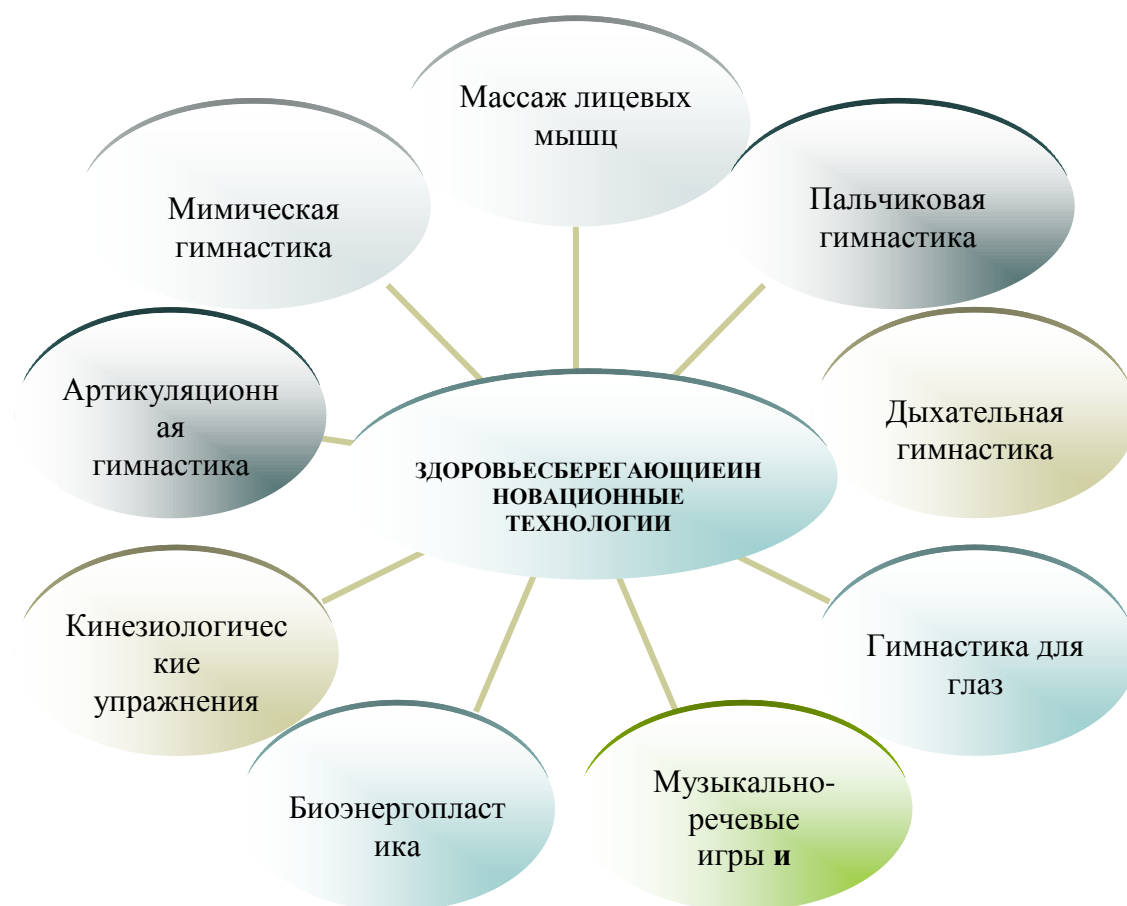 Массаж лицевых
мышц
Пальчиковая
гимнастика
Дыхательная
гимнастика
Гимнастика для
глаз
Музыкально-
речевые
игры и
Биоэнергопласт
ика
Кинезиологичес
кие
упражнения
Артикуляционн
ая
гимнастика
Мимическая
гимнастика
ЗДОРОВЬЕСБЕРЕГАЮЩИЕИН
НОВАЦИОННЫЕ
ТЕХНОЛОГИИ